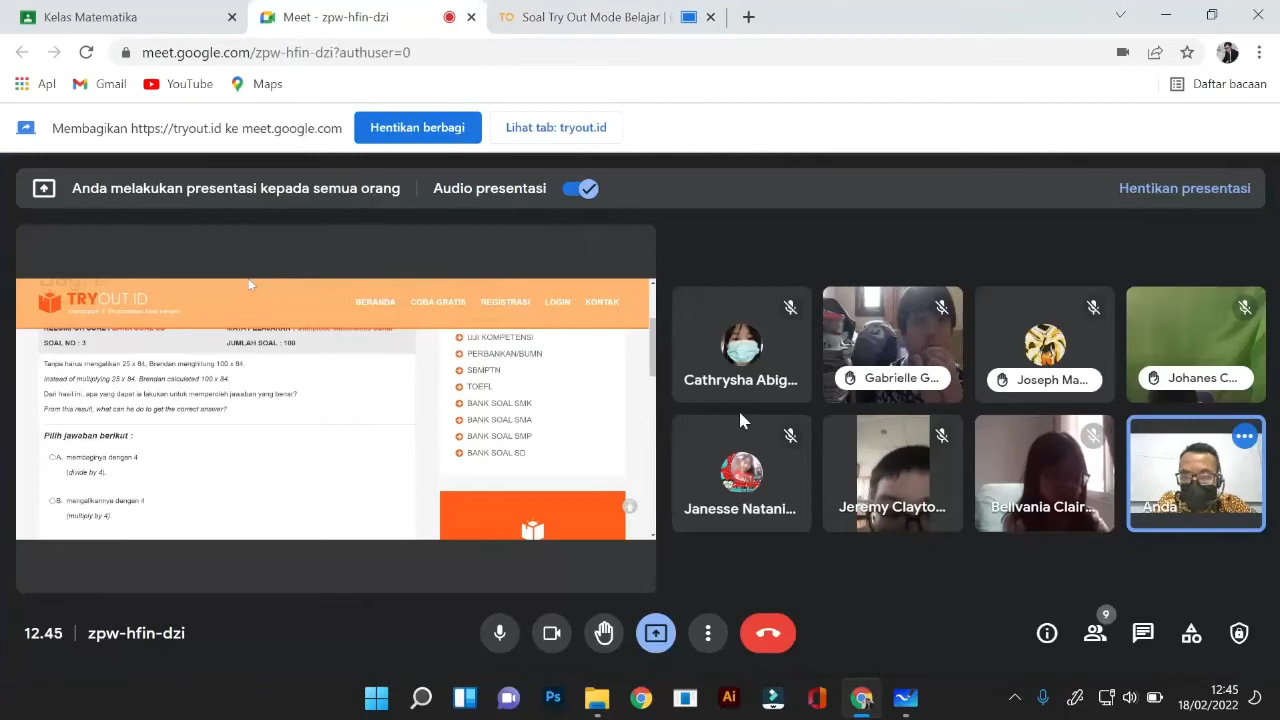 Kelas Matematika
Meet - zpw-hfin-dzi
TO Soal Try Out Mode Belajar |
meet.google.com/zpw-hfin-dzi?authuser=0
Apl
Gmail
YouTube
Maps
Daftar bacaan
Membagikan https://tryout.id ke meet.google.com
Hentikan berbagi
Lihat tab: tryout.id
Anda melakukan presentasi kepada semua orang
Audio presentasi
Hentikan presentasi
TRYOUT.ID
BERANDA
COBA GRATIS
REGISTRASI
LOGIN
KONTAK
SOAL NO : 3
JUMLAH SOAL : 100
Tanpa harus mengalikan 25 x 84, Brendan menghitung 100 x 84.
Instead of multiplying 25 x 84. Brendan calculated 100 x 84.
Dari hasil ini, apa yang dapat ia lakukan untuk memperoleh jawaban yang benar?
From this result, what can he do to get the correct answer?
Pilih jawaban berikut :
A. membaginya dengan 4
(divide by 4).
B. mengalikannya dengan 4
(multiply by 4)
UJI KOMPETENSI
PERBANKAN/BUMN
SBMPTN
TOEFL
BANK SOAL SMK
BANK SOAL SMA
BANK SOAL SMP
BANK SOAL SD
Cathrysha Abig...
Gabrielle G...
Joseph Ma...
Johanes C...
Janesse Natani...
Jeremy Clayto...
Bellvania Clair...
Anda
12.45
zpw-hfin-dzi
9
Ps
Ai
12:45
18/02/2022